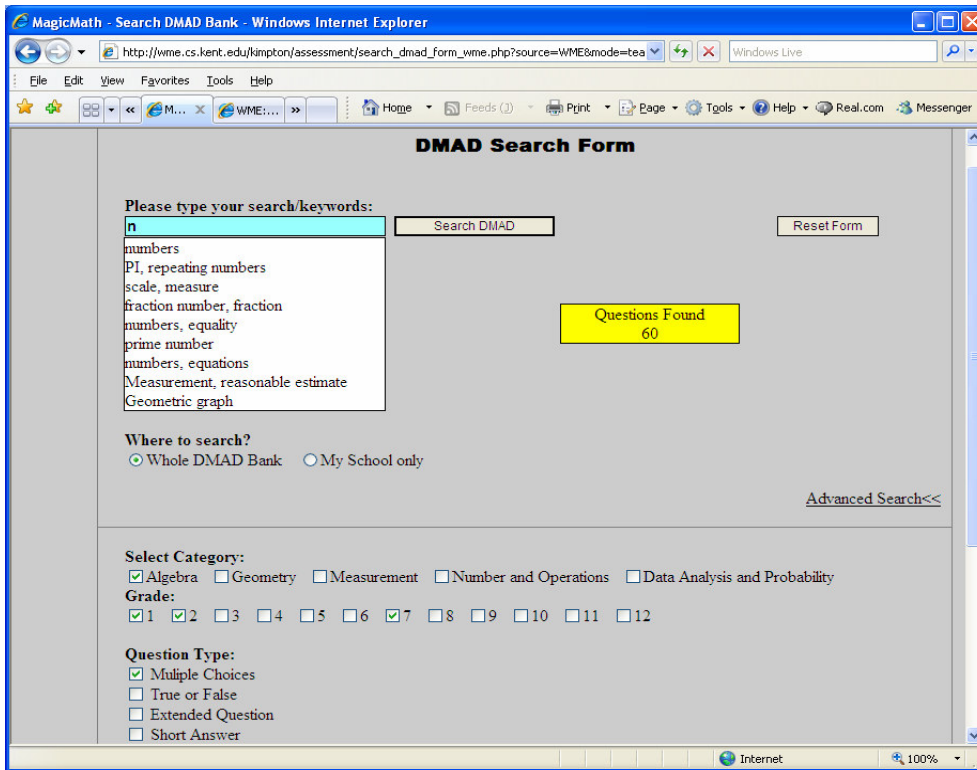 MagicMath - Search DMAD Bank - Windows Internet Explorer
http://wme.cs.kent.edu/kimpton/assessment/search_dmad_form_wme.php?source=WME&mode=tea
Windows Live
File Edit View Favorites Tools Help
M... WME:... Home Feeds (J) Print Page Tools Help Real.com Messenger
DMAD Search Form
Please type your search/keywords:
n Search DMAD Reset Form
numbers
PI, repeating numbers
scale, measure
fraction number, fraction
numbers, equality
prime number
numbers, equations
Measurement, reasonable estimate
Geometric graph
Questions Found
60
Where to search?
Whole DMAD Bank My School only
Advanced Search<<
Select Category:
Algebra Geometry Measurement Number and Operations Data Analysis and Probability
Grade:
1 2 3 4 5 6 7 8 9 10 11 12
Question Type:
Muliple Choices
True or False
Extended Question
Short Answer
Internet 100%